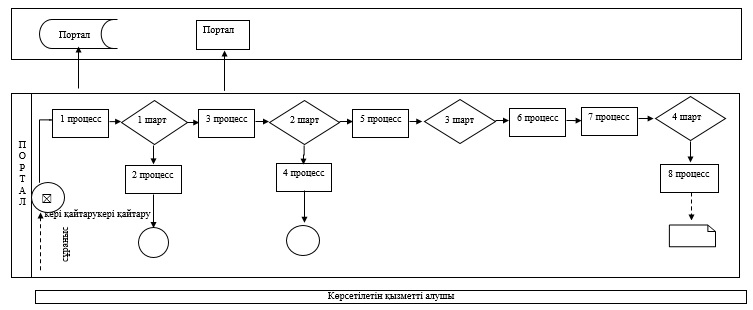 Портал
Портал
ПОРТАЛ
1 процесс
1 шарт
3 процесс
2 шарт
5 процесс
3 шарт
6 процесс
7 процесс
4 шарт
2 процесс
4 процесс
8 процесс
кері қайтарукері қайтару
сұраныс
Көрсетілетін қызметті алушы